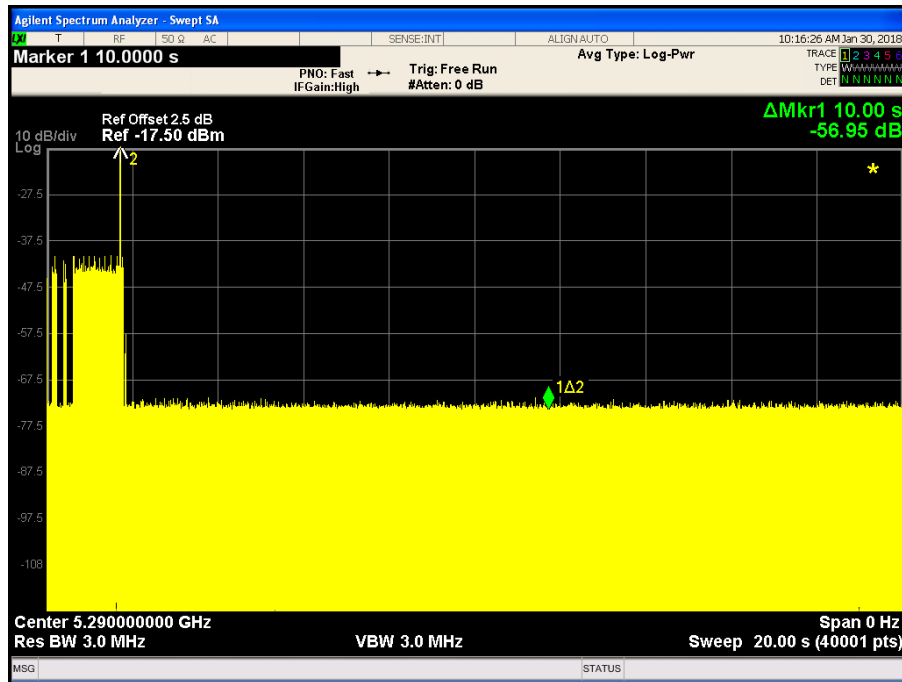 Agilent Spectrum Analyzer - Swept SA
LXI T RF 50 Ω AC SENSE:INT ALIGN AUTO 10:16:26 AM Jan 30, 2018
Marker 1 10.0000 s
PNO: Fast
IFGain:High
Trig: Free Run
#Atten: 0 dB
Avg Type: Log-Pwr
TRACE 1 2 3 4 5 6
TYPE WWWWWW
DET N N N N N N
ΔMkr1 10.00 s
-56.95 dB
Ref Offset 2.5 dB
10 dB/div Ref -17.50 dBm
Log
2
*
-27.5
-37.5
-47.5
-57.5
-67.5
1Δ2
-77.5
-87.5
-97.5
-108
Center 5.290000000 GHz Span 0 Hz
Res BW 3.0 MHz VBW 3.0 MHz Sweep 20.00 s (40001 pts)
MSG STATUS